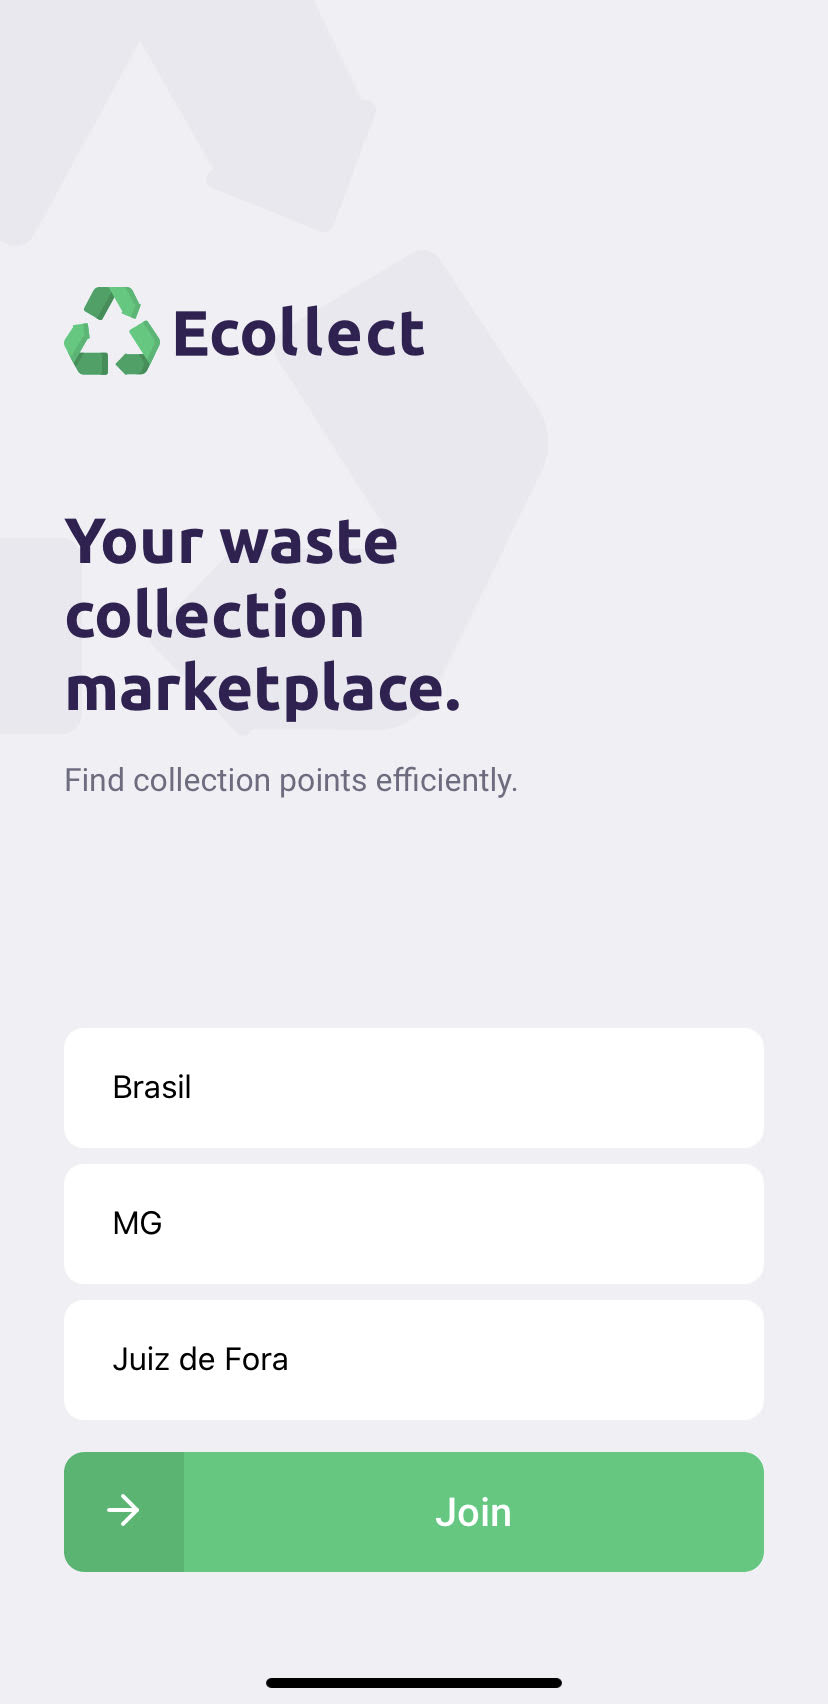 Ecollect
Your waste
collection
marketplace.
Find collection points efficiently.
Brasil
MG
Juiz de Fora
Join